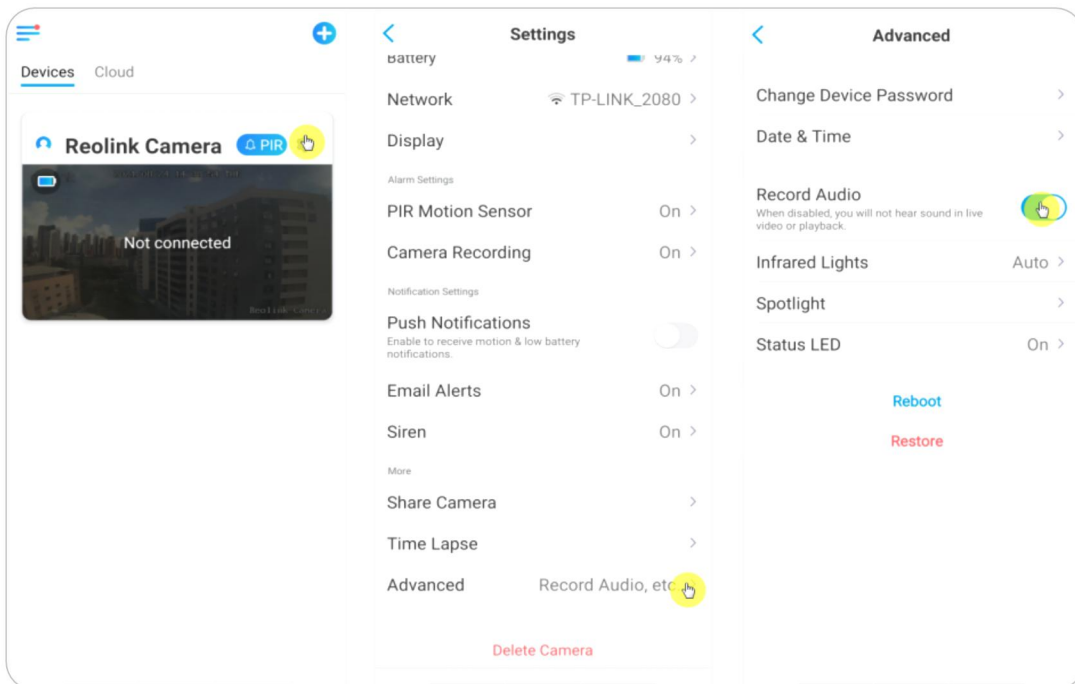 Devices
Cloud
Reolink Camera
PIR
Not connected
Reolink Camera
Settings
Battery 94%
Network TP-LINK_2080
Display
Alarm Settings
PIR Motion Sensor On
Camera Recording On
Notification Settings
Push Notifications
Enable to receive motion & low battery
notifications.
Email Alerts On
Siren On
More
Share Camera
Time Lapse
Advanced Record Audio, etc
Delete Camera
Advanced
Change Device Password
Date & Time
Record Audio
When disabled, you will not hear sound in live
video or playback.
Infrared Lights Auto
Spotlight
Status LED On
Reboot
Restore